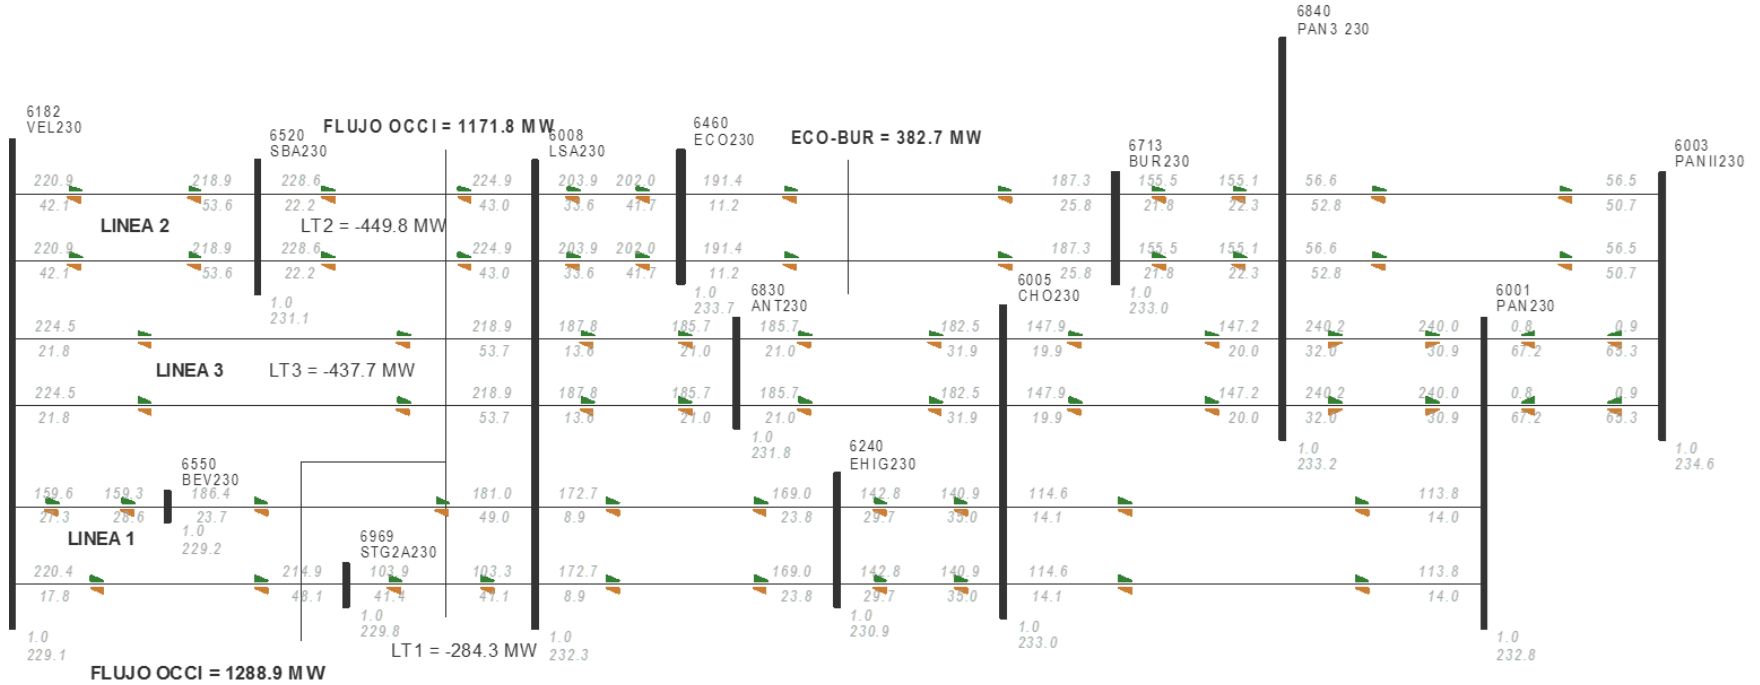 6840
PAN3 230
6182
VEL230
FLUJO OCCI = 1171.8 MW
6520
SBA230
6008
LSA230
6460
ECO230
ECO-BUR = 382.7 MW
6713
BUR230
6003
PANII230
220.9 218.9 228.6 224.9 203.9 202.0 191.4 187.3 155.5 155.1 56.6 56.5
42.1 53.6 22.2 43.0 33.6 41.7 11.2 25.8 21.8 22.3 52.8 50.7
LINEA 2 LT2 = -449.8 MW
220.9 218.9 228.6 224.9 203.9 202.0 191.4 187.3 155.5 155.1 56.6 56.5
42.1 53.6 22.2 43.0 33.6 41.7 11.2 25.8 21.8 22.3 52.8 50.7
1.0
231.1
1.0
233.7
6830
ANT230
6005
CHO230
1.0
233.0
6001
PAN230
224.5 218.9 187.8 185.7 185.7 182.5 147.9 147.2 240.2 240.0 0.8 0.9
21.8 53.7 13.6 21.0 21.0 31.9 19.9 20.0 32.0 30.9 67.2 65.3
LINEA 3 LT3 = -437.7 MW
224.5 218.9 187.8 185.7 185.7 182.5 147.9 147.2 240.2 240.0 0.8 0.9
21.8 53.7 13.6 21.0 21.0 31.9 19.9 20.0 32.0 30.9 67.2 65.3
1.0
231.8
1.0
233.2
1.0
234.6
6550
BEV230
6240
EHIG230
159.6 159.3 186.4 181.0 172.7 169.0 142.8 140.9 114.6 113.8
27.3 28.6 23.7 49.0 8.9 23.8 29.7 35.0 14.1 14.0
LINEA 1
1.0
229.2
6969
STG2A230
220.4 214.9 103.9 103.3 172.7 169.0 142.8 140.9 114.6 113.8
17.8 48.1 41.4 41.1 8.9 23.8 29.7 35.0 14.1 14.0
1.0
229.8
1.0
230.9
1.0
233.0
1.0
229.1
LT1 = -284.3 MW
1.0
232.3
1.0
232.8
FLUJO OCCI = 1288.9 MW